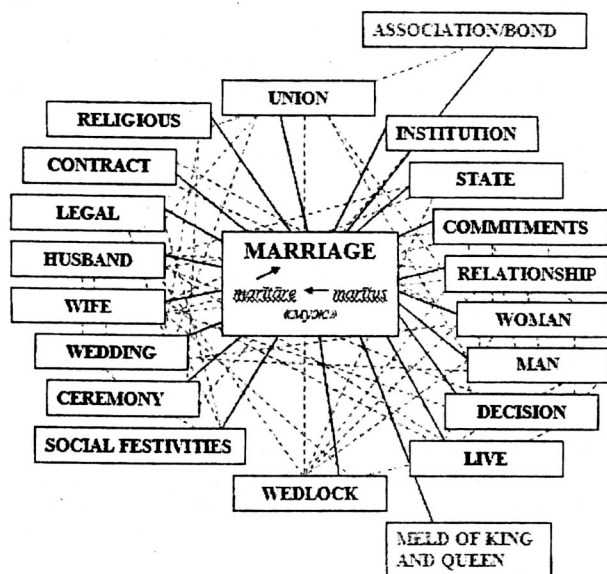 ASSOCIATION/BOND
UNION
RELIGIOUS
INSTITUTION
CONTRACT
STATE
LEGAL
COMMITMENTS
MARRIAGE
HUSBAND
RELATIONSHIP
maritāre maritus
«муж»
WIFE
WOMAN
WEDDING
MAN
CEREMONY
DECISION
SOCIAL FESTIVITIES
LIVE
WEDLOCK
MELD OF KING
AND QUEEN